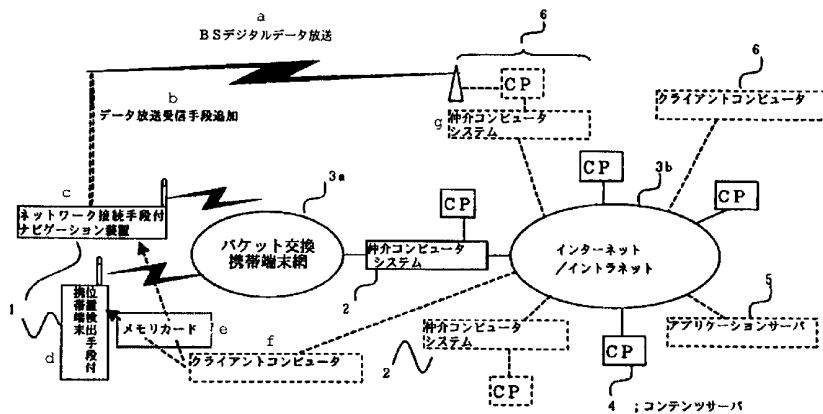 a
BSデジタルデータ放送
6
b
データ放送受信手段追加
CP
g
仲介コンピュータ
システム
6
クライアントコンピュータ
c
ネットワーク接続手段付
ナビゲーション装置
3a
パケット交換
携帯端末網
CP
仲介コンピュータ
システム
2
CP
3b
CP
インターネット
/イントラネット
1
位置検出手段付
携帯端末
d
メモリカード
e
f
クライアントコンピュータ
2
仲介コンピュータ
システム
CP
5
アプリケーションサーバ
CP
4 ;コンテンツサーバ